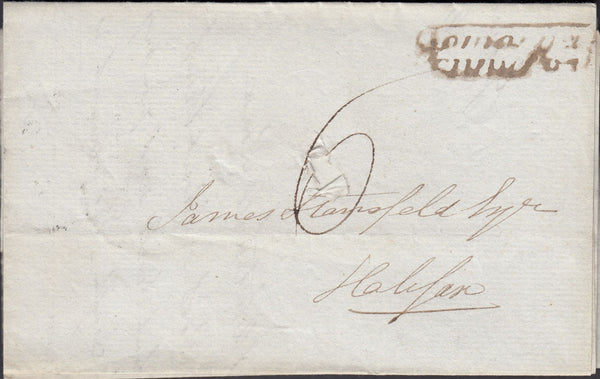 6
James Stansfeld Esqr
Halifax